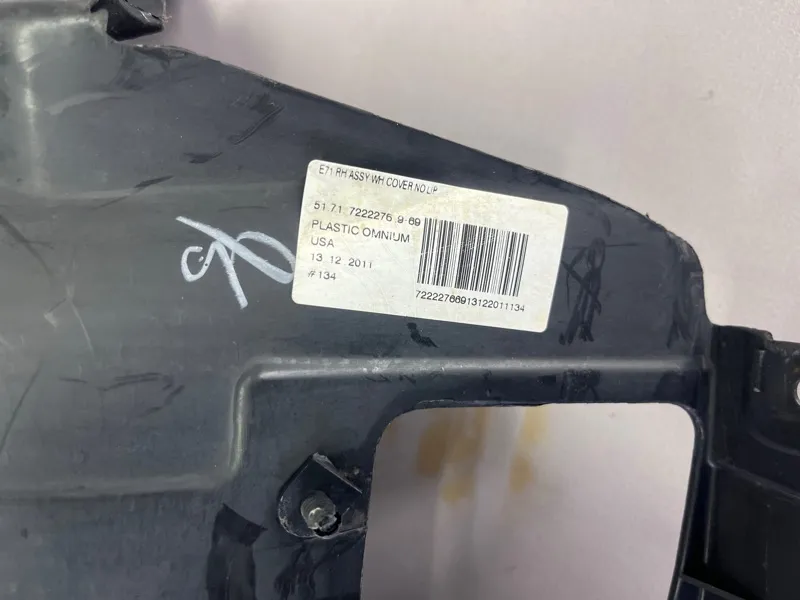 E71 RH ASSY WH COVER NO LIP
51 71 7222276.9-69
PLASTIC OMNIUM
USA
13 12 2011
#134
72222766913122011134